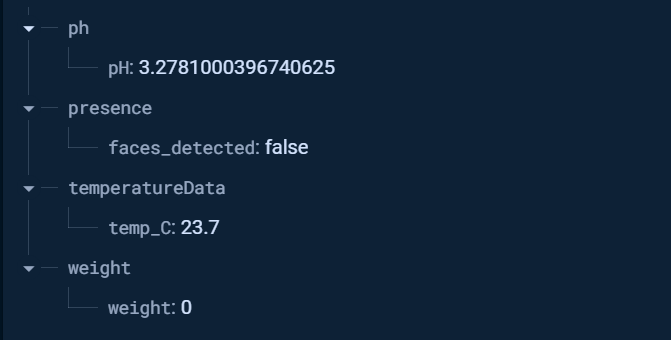 ph
pH: 3.2781000396740625
presence
faces_detected: false
temperatureData
temp_C: 23.7
weight
weight: 0